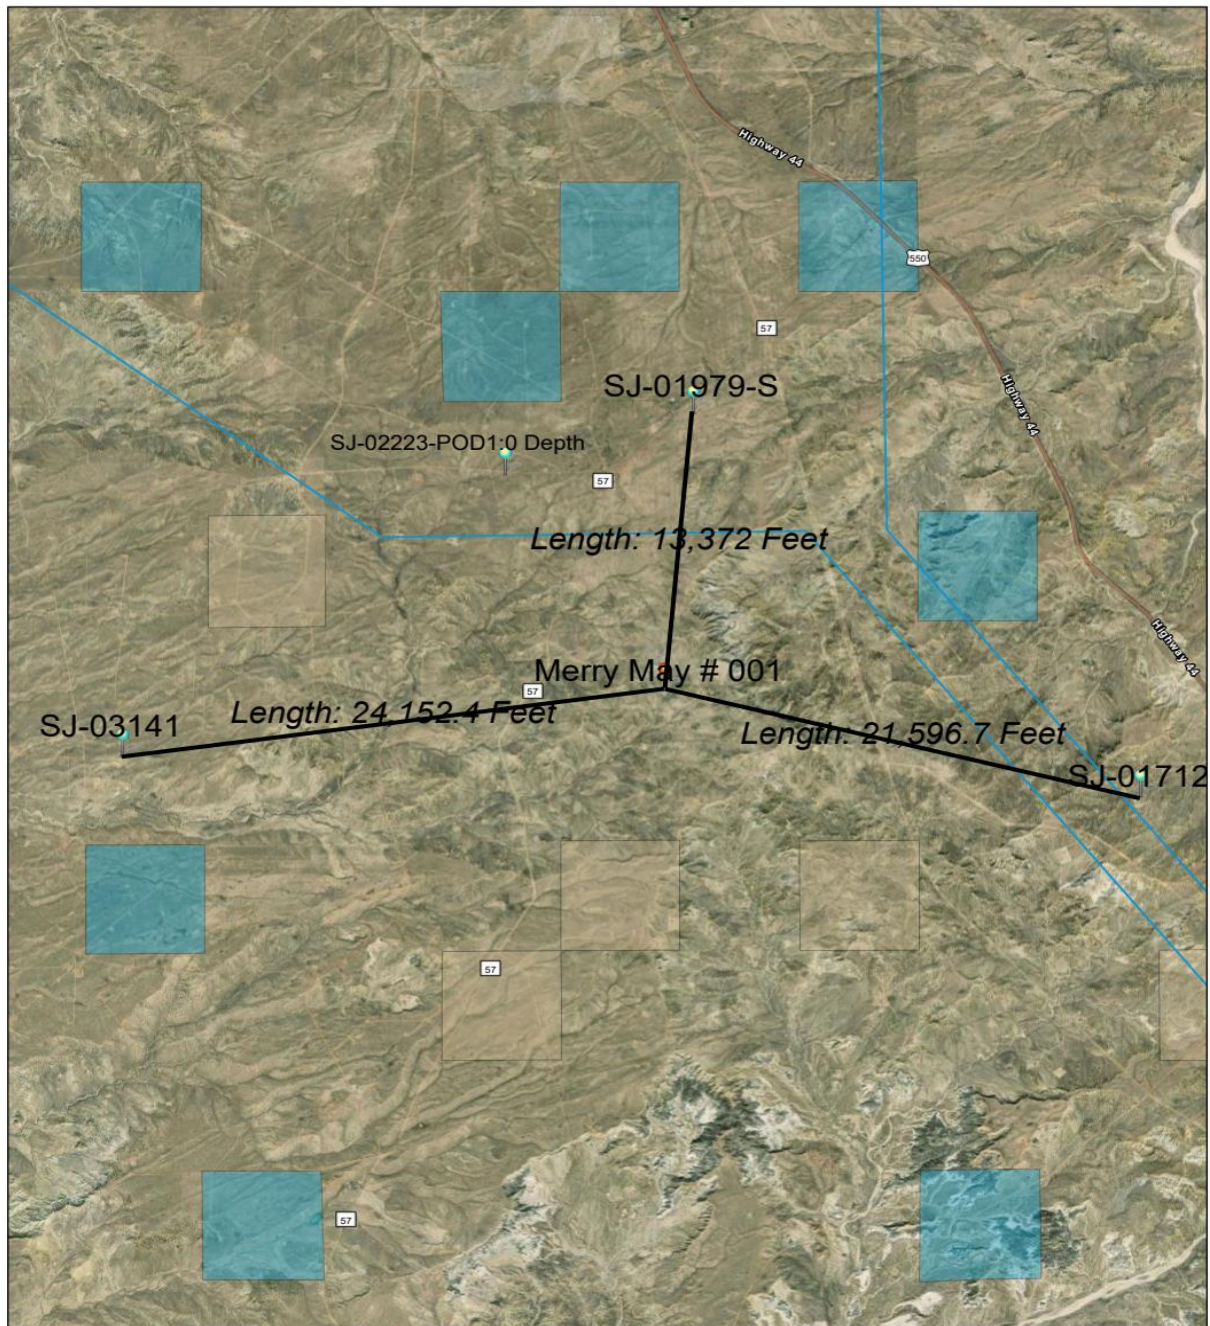 Highway 44
550
57
SJ-01979-S
Highway 44
SJ-02223-POD1:0 Depth
57
Length: 13,372 Feet
Highway 44
Merry May # 001
57
Length: 24,152.4 Feet
SJ-03141
Length: 21,596.7 Feet
SJ-01712
57
57